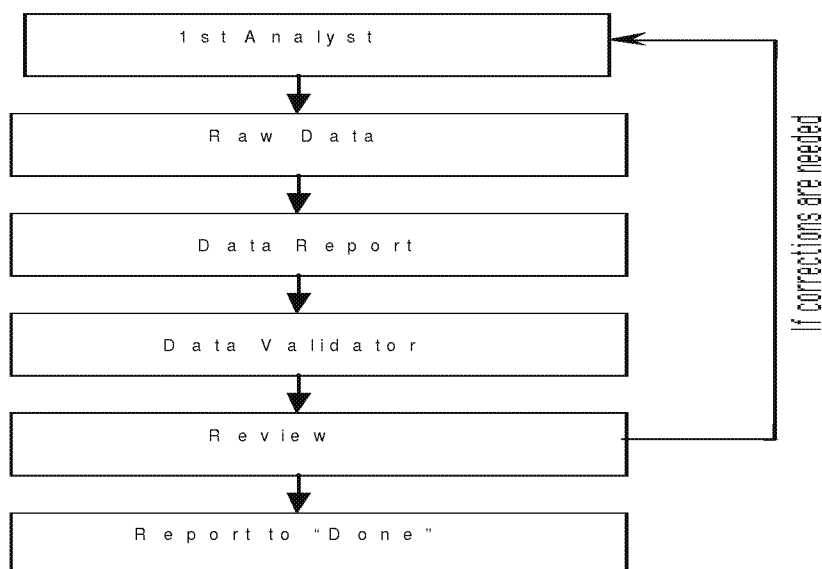 1st Analyst
Raw Data
Data Report
Data Validator
Review
Report to “Done”
If corrections are needed